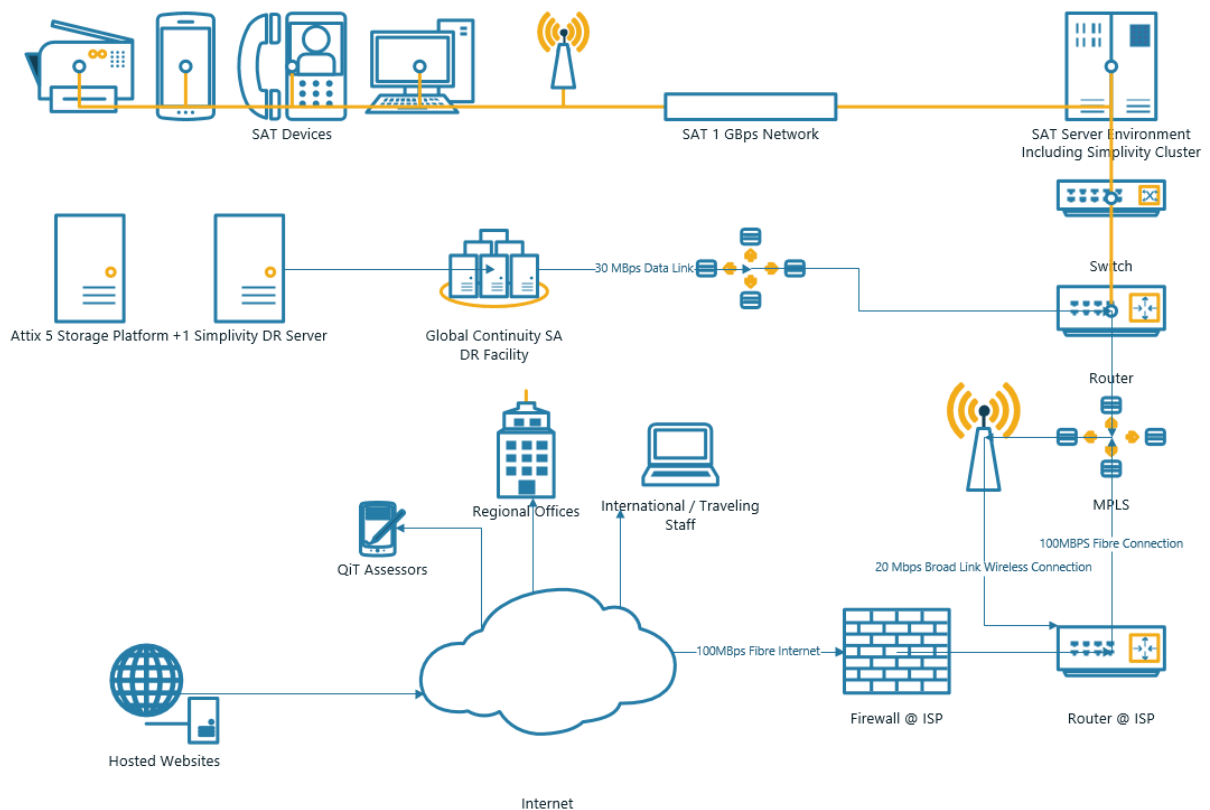 SAT Devices
SAT 1 GBps Network
SAT Server Environment
Including Simplivity Cluster
Switch
30 MBps Data Link
Attix 5 Storage Platform +1
Simplivity DR Server
Global Continuity SA
DR Facility
Router
Regional Offices
International / Traveling
Staff
MPLS
QiT Assessors
100MBPS Fibre Connection
20 Mbps Broad Link Wireless Connection
100MBps Fibre Internet
Firewall @ ISP
Router @ ISP
Hosted Websites
Internet